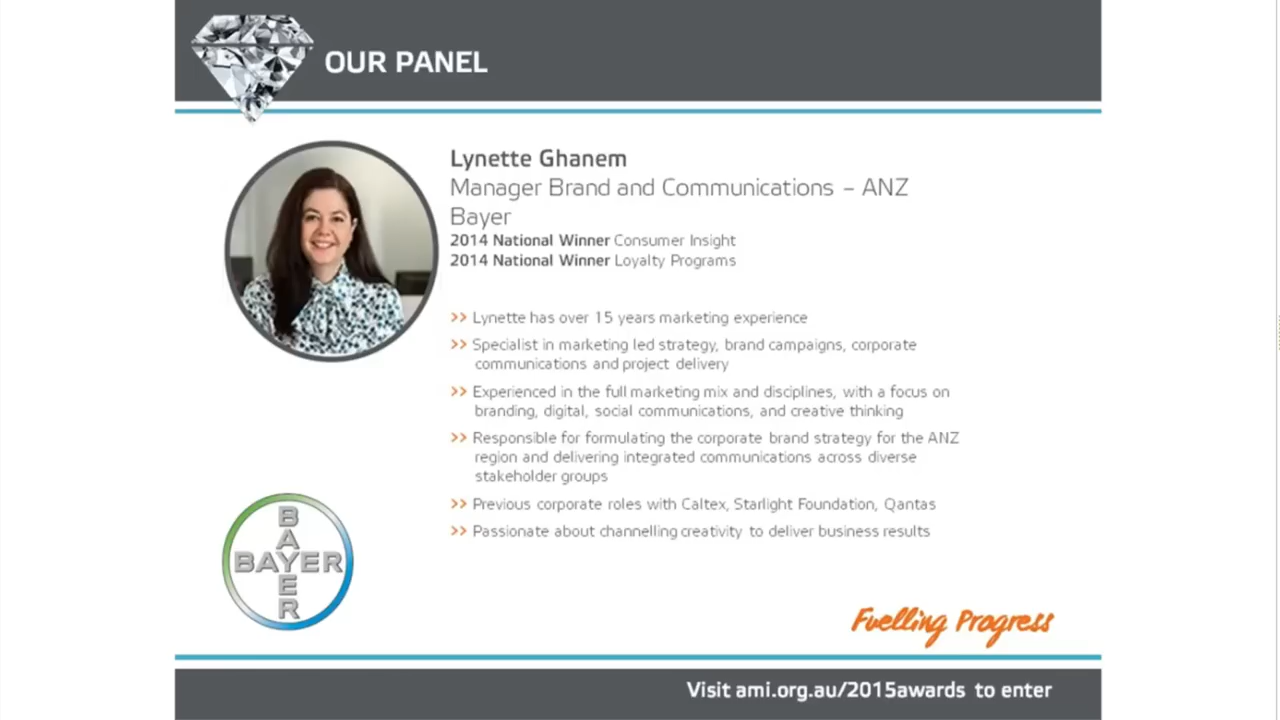 OUR PANEL
Lynette Ghanem
Manager Brand and Communications – ANZ
Bayer
2014 National Winner Consumer Insight
2014 National Winner Loyalty Programs
>> Lynette has over 15 years marketing experience
>> Specialist in marketing led strategy, brand campaigns, corporate
communications and project delivery
>> Experienced in the full marketing mix and disciplines, with a focus on
branding, digital, social communications, and creative thinking
>> Responsible for formulating the corporate brand strategy for the ANZ
region and delivering integrated communications across diverse
stakeholder groups
>> Previous corporate roles with Caltex, Starlight Foundation, Qantas
>> Passionate about channelling creativity to deliver business results
BAYER
BAYER
Fuelling Progress
Visit ami.org.au/2015awards to enter